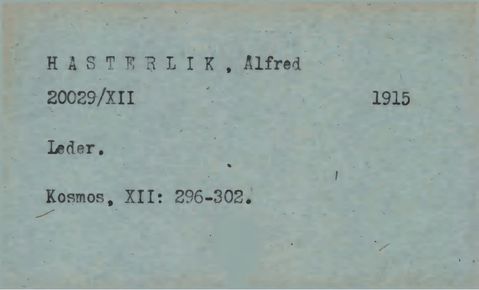 HASTERLIK, Alfred
20029/XII 1915
Leder.
Kosmos, XII: 296-302.